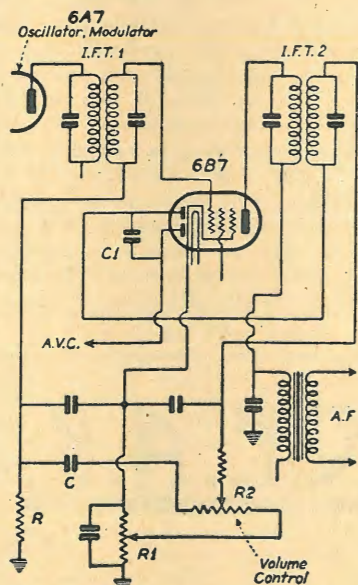 6A7
Oscillator, Modulator
I.F.T. 1
I.F.T. 2
6B7
C1
A.V.C.
A.F
C
R
R1
R2
Volume
Control